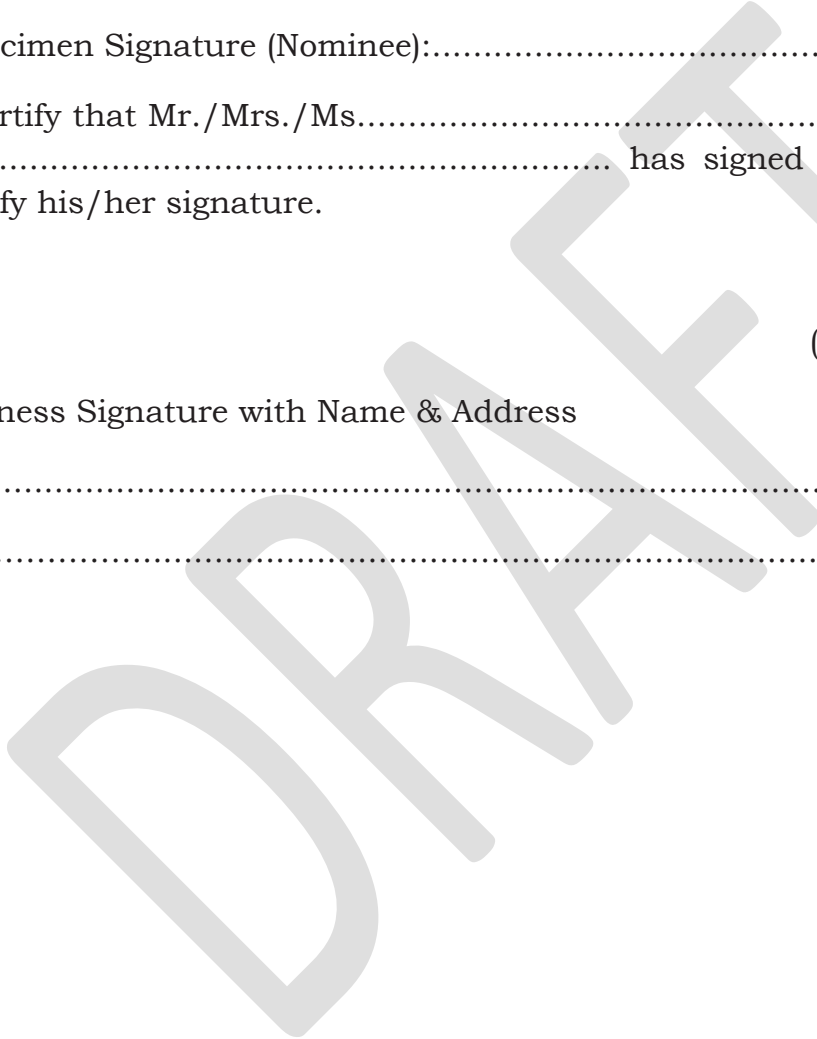 cimen Signature (Nominee):.......................................
rtify that Mr./Mrs./Ms..............................................
............................................................. has signed
fy his/her signature.
(
ness Signature with Name & Address
................................................................................
................................................................................
DRAFT